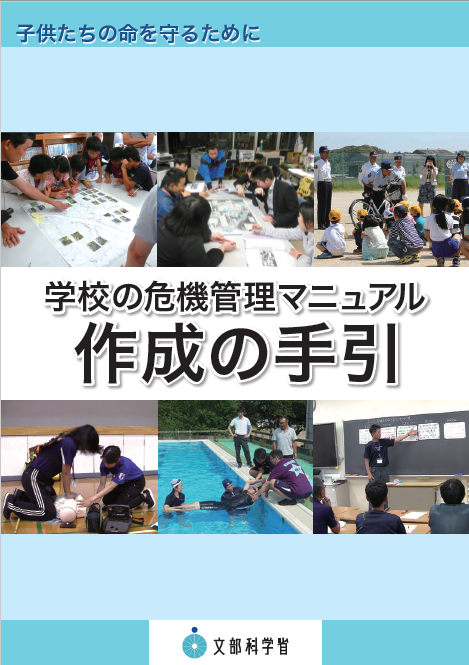 子供たちの命を守るために
学校の危機管理マニュアル
作成の手引
文部科学省